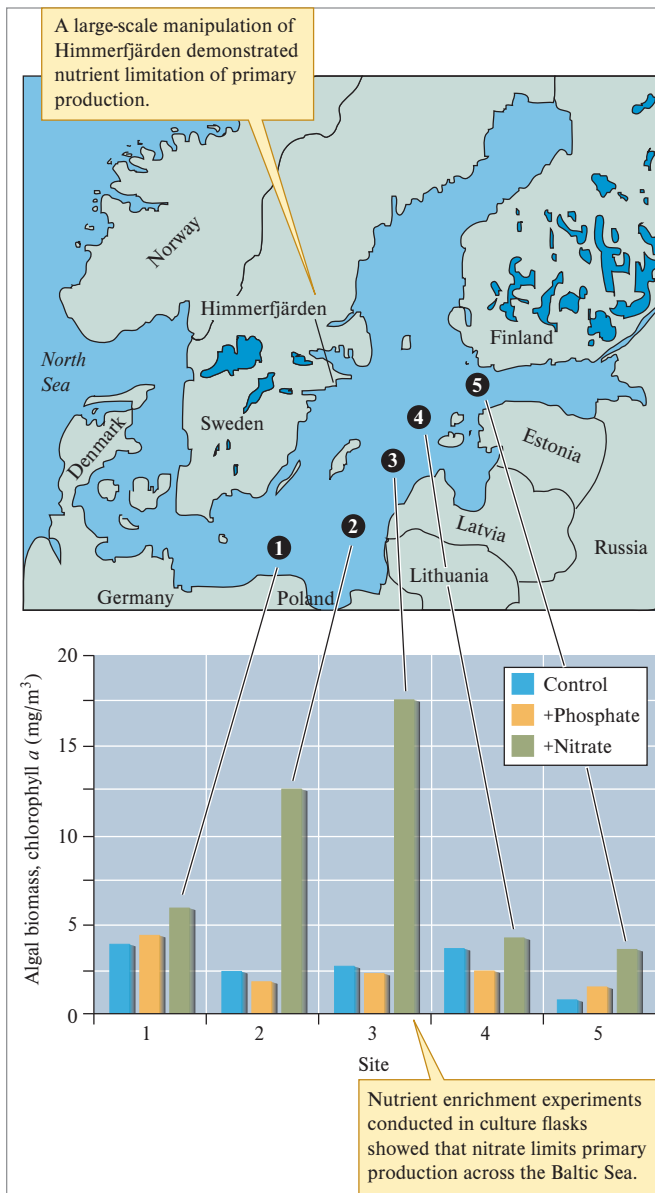 A large-scale manipulation of
Himmerfjärden demonstrated
nutrient limitation of primary
production.
Norway
Himmerfjärden
Finland
North
Sea
5
Sweden
4
Denmark
Estonia
3
Latvia
2
1
Russia
Lithuania
Germany
Poland
20
Control
+Phosphate
+Nitrate
15
10
5
0
Algal biomass, chlorophyll a (mg/m³)
1
2
3
4
5
Site
Nutrient enrichment experiments
conducted in culture flasks
showed that nitrate limits primary
production across the Baltic Sea.